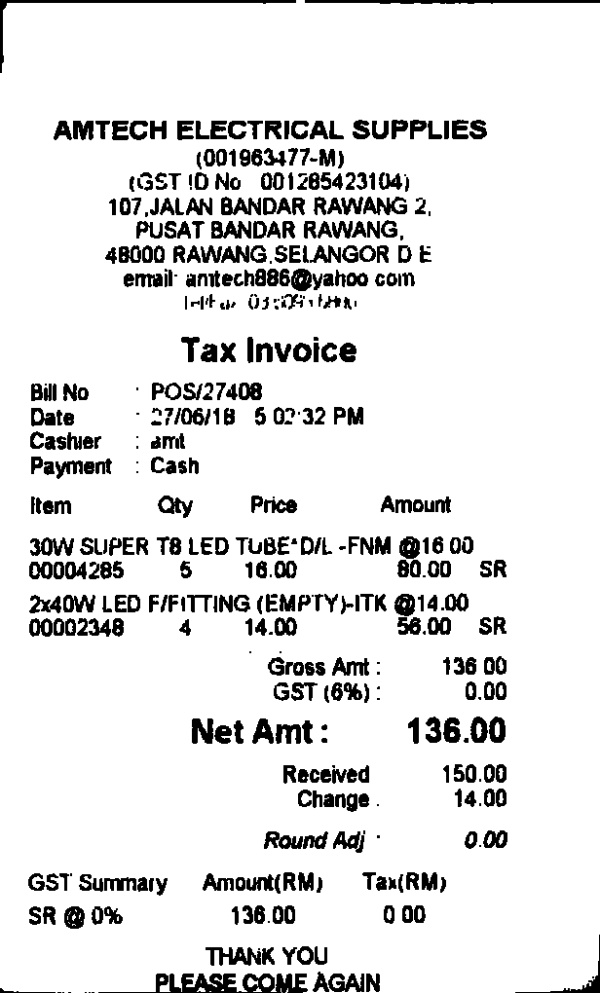 AMTECH ELECTRICAL SUPPLIES
(001963477-M)
(GST ID No 001285423104)
107,JALAN BANDAR RAWANG 2,
PUSAT BANDAR RAWANG,
48000 RAWANG,SELANGOR D E
email: amtech886@yahoo com
Tax Invoice
Bill No : POS/27408
Date : 27/06/18 5 02:32 PM
Cashier : amt
Payment : Cash
Item Qty Price Amount
30W SUPER T8 LED TUBE*D/L -FNM @16 00
00004285 5 16.00 80.00 SR
2x40W LED F/FITTING (EMPTY)-ITK @14.00
00002348 4 14.00 56.00 SR
Gross Amt : 136 00
GST (6%) : 0.00
Net Amt : 136.00
Received 150.00
Change . 14.00
Round Adj : 0.00
GST Summary Amount(RM) Tax(RM)
SR @ 0% 136.00 0 00
THANK YOU
PLEASE COME AGAIN